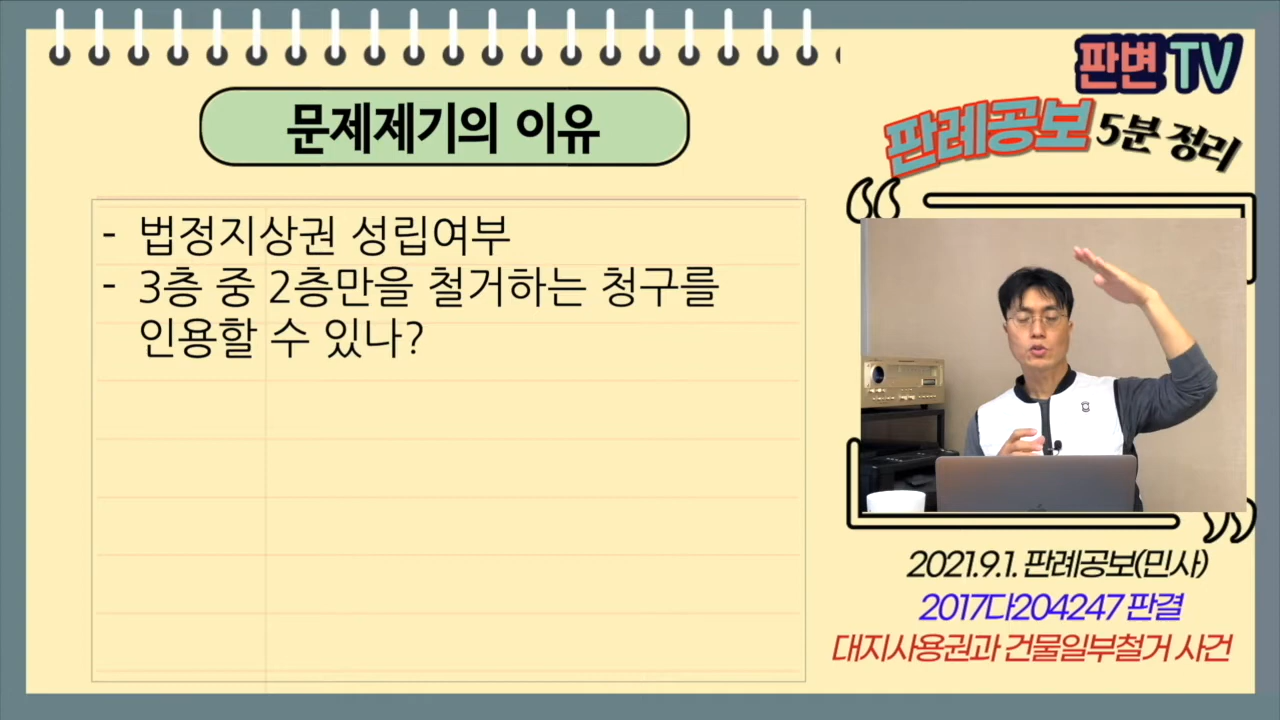 문제제기의 이유
- 법정지상권 성립여부
- 3층 중 2층만을 철거하는 청구를
인용할 수 있나?
판변 TV
판례공보 5분 정리
2021.9.1. 판례공보(민사)
2017다204247 판결
대지사용권과 건물일부철거 사건